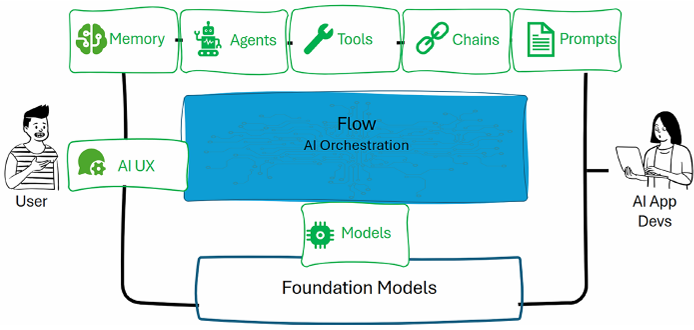 Memory
Agents
Tools
Chains
Prompts
Flow
AI Orchestration
AI UX
User
AI App
Devs
Models
Foundation Models